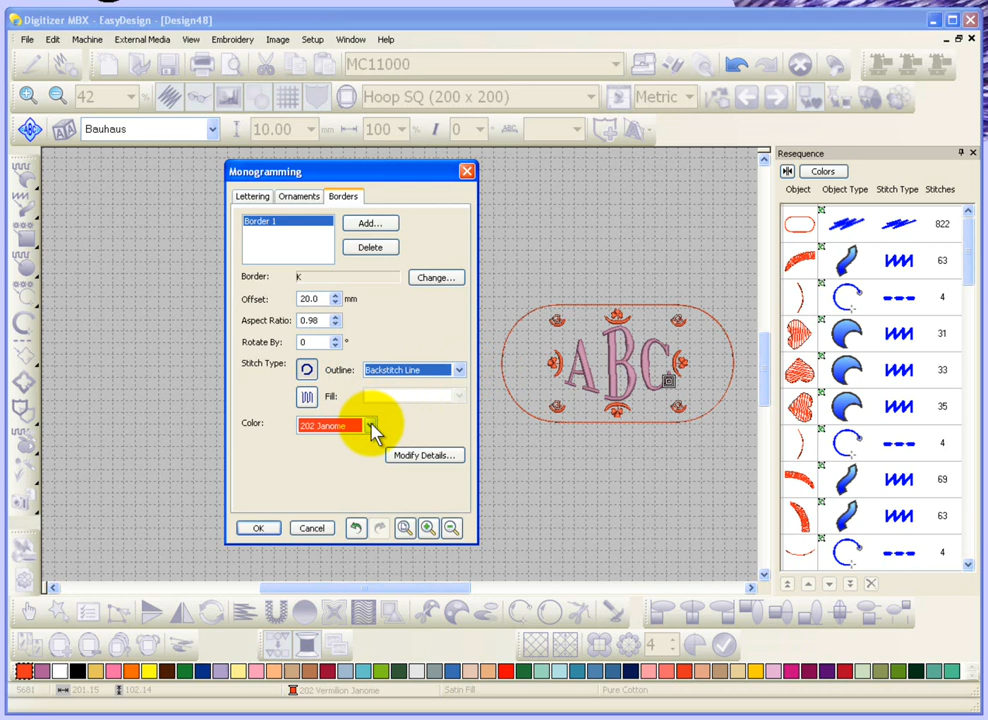 Digitizer MBX - EasyDesign - [Design48]
File Edit Machine External Media View Embroidery Image Setup Window Help
MC11000
42 % Hoop SQ (200 x 200) Metric
Bauhaus 10.00 mm 100 % 0 °
Monogramming
Lettering Ornaments Borders
Border 1
Add...
Delete
Border: K Change...
Offset: 20.0 mm
Aspect Ratio: 0.98
Rotate By: 0 °
Stitch Type: Outline: Backstitch Line
Fill:
Color: 202 Janome
Modify Details...
OK Cancel
ABC
Resequence
Colors
Object Object Type Stitch Type Stitches
822
63
4
31
33
35
4
69
63
4
4
5681 201.15 102.14 202 Vermilion Janome Satin Fill Pure Cotton